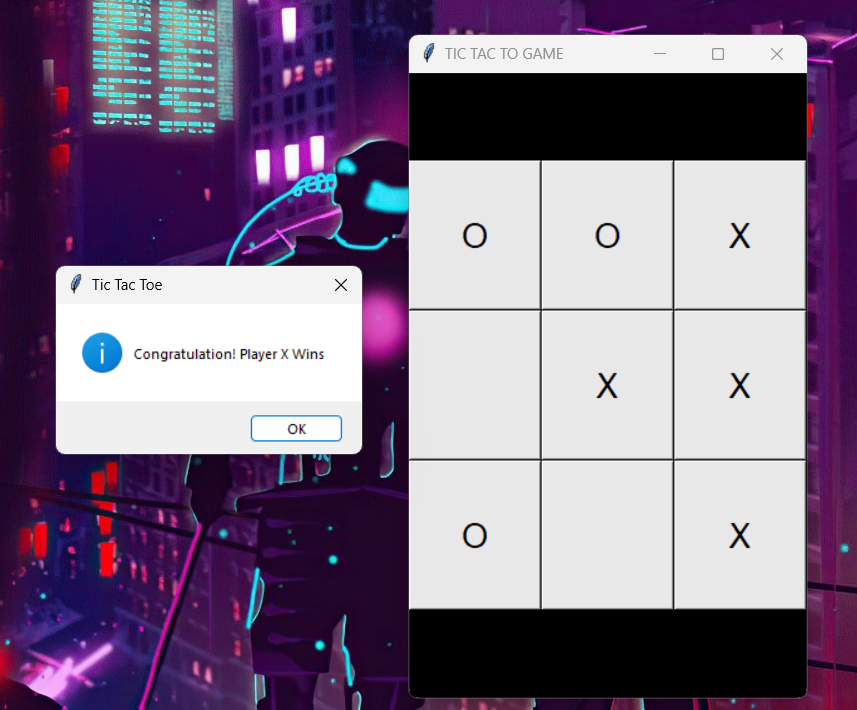 TIC TAC TO GAME
O O X
X X
O X
Tic Tac Toe
Congratulation! Player X Wins
OK